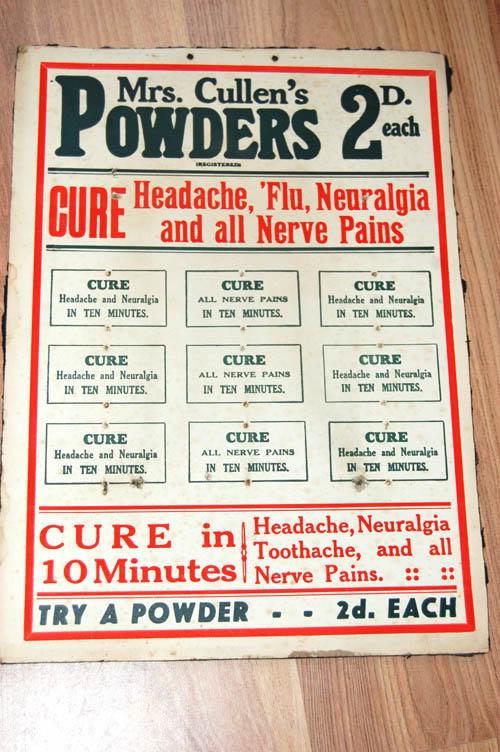 Mrs. Cullen's
POWDERS 2D. each
(REGISTERED)
CURE Headache, 'Flu, Neuralgia
and all Nerve Pains
CURE
Headache and Neuralgia
IN TEN MINUTES.
CURE
ALL NERVE PAINS
IN TEN MINUTES.
CURE
Headache and Neuralgia
IN TEN MINUTES.
CURE
Headache and Neuralgia
IN TEN MINUTES.
CURE
ALL NERVE PAINS
IN TEN MINUTES.
CURE
Headache and Neuralgia
IN TEN MINUTES.
CURE
Headache and Neuralgia
IN TEN MINUTES.
CURE
ALL NERVE PAINS
IN TEN MINUTES.
CURE
Headache and Neuralgia
IN TEN MINUTES.
CURE in
10 Minutes
Headache, Neuralgia
Toothache, and all
Nerve Pains.
TRY A POWDER - - 2d. EACH